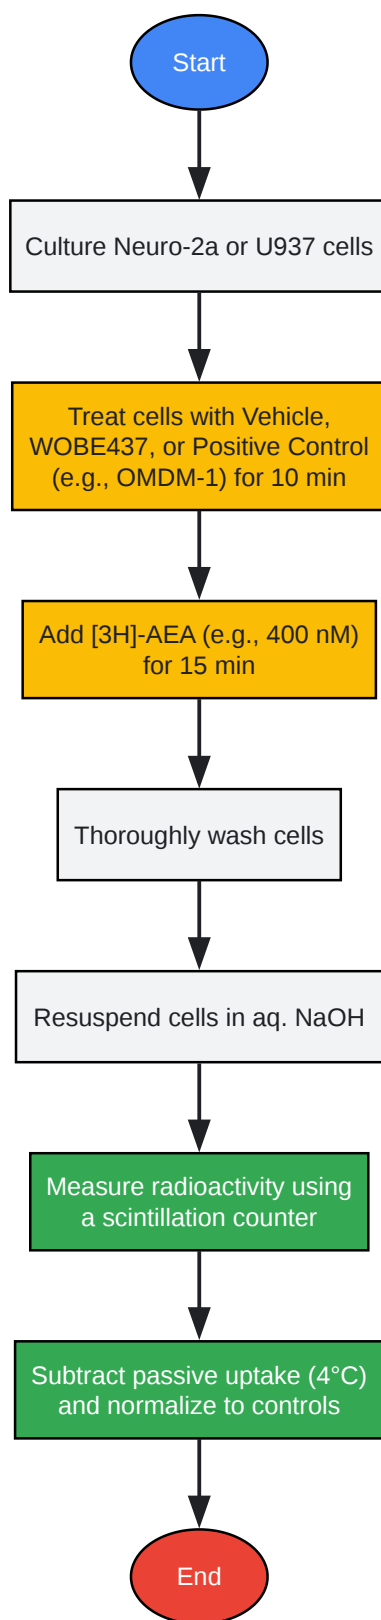 Start
Culture Neuro-2a or U937 cells
Treat cells with Vehicle,
WOBE437, or Positive Control
(e.g., OMDM-1) for 10 min
Add [3H]-AEA (e.g., 400 nM)
for 15 min
Thoroughly wash cells
Resuspend cells in aq. NaOH
Measure radioactivity using
a scintillation counter
Subtract passive uptake (4°C)
and normalize to controls
End